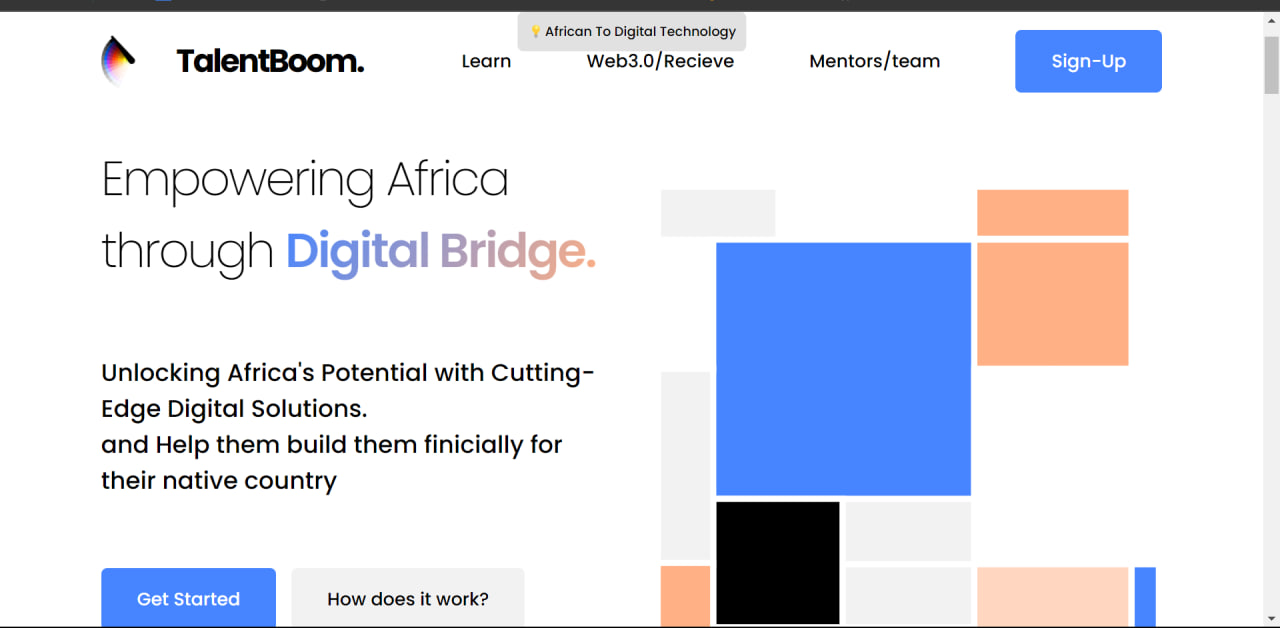 💡 African To Digital Technology
TalentBoom.
Learn
Web3.0/Recieve
Mentors/team
Sign-Up
Empowering Africa
through Digital Bridge.
Unlocking Africa's Potential with Cutting-
Edge Digital Solutions.
and Help them build them finicially for
their native country
Get Started
How does it work?